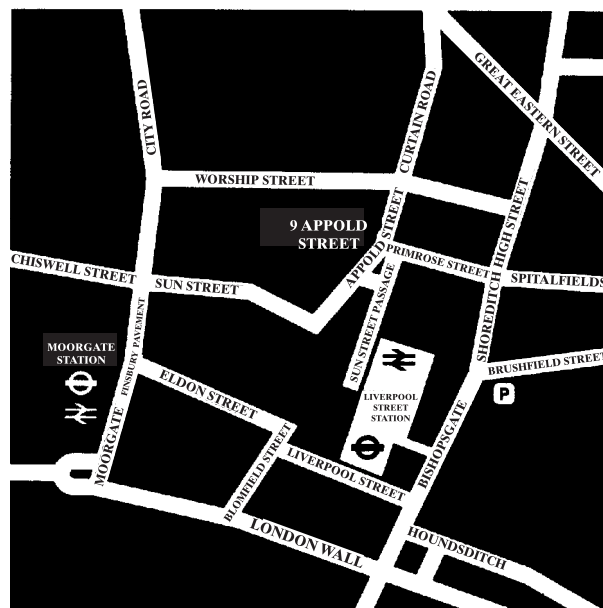 GREAT EASTERN STREET
CITY ROAD
CURTAIN ROAD
WORSHIP STREET
SHOREDITCH HIGH STREET
9 APPOLD
STREET
APPOLD STREET
PRIMROSE STREET
CHISWELL STREET
SUN STREET
SPITALFIELDS
SUN STREET PASSAGE
FINSBURY PAVEMENT
MOORGATE
STATION
BRUSHFIELD STREET
ELDON STREET
LIVERPOOL
STREET
STATION
P
BISHOPSGATE
MOORGATE
BLOMFIELD STREET
LIVERPOOL STREET
LONDON WALL
HOUNDSDITCH